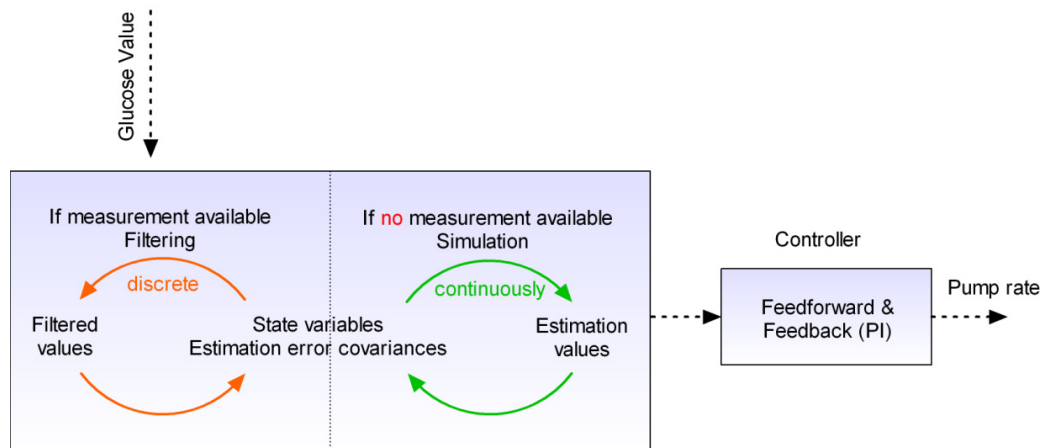 Glucose Value
If measurement available
Filtering
discrete
Filtered
values
State variables
Estimation error covariances
If no measurement available
Simulation
continuously
Estimation
values
Controller
Feedforward &
Feedback (PI)
Pump rate